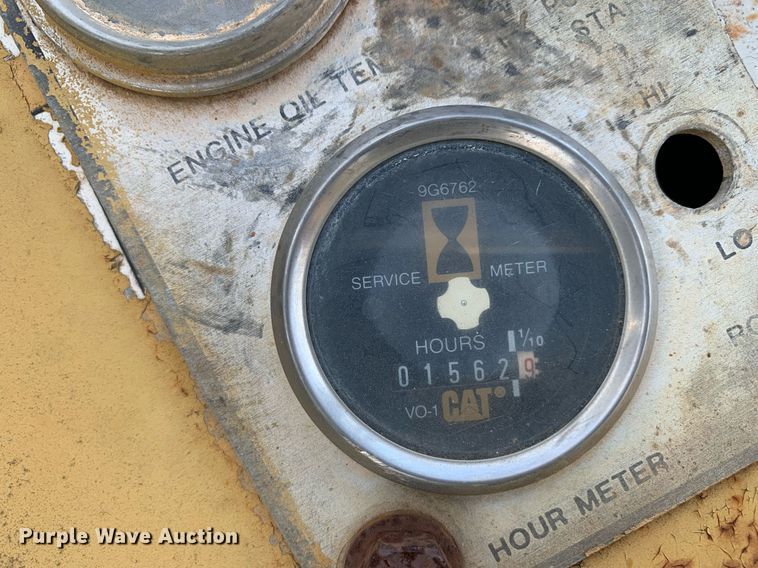 STA
ENGINE OIL TEM
HI
9G6762
SERVICE METER
LO
HOURS 1/10
015629
VO-1 CAT
HOUR METER
Purple Wave Auction